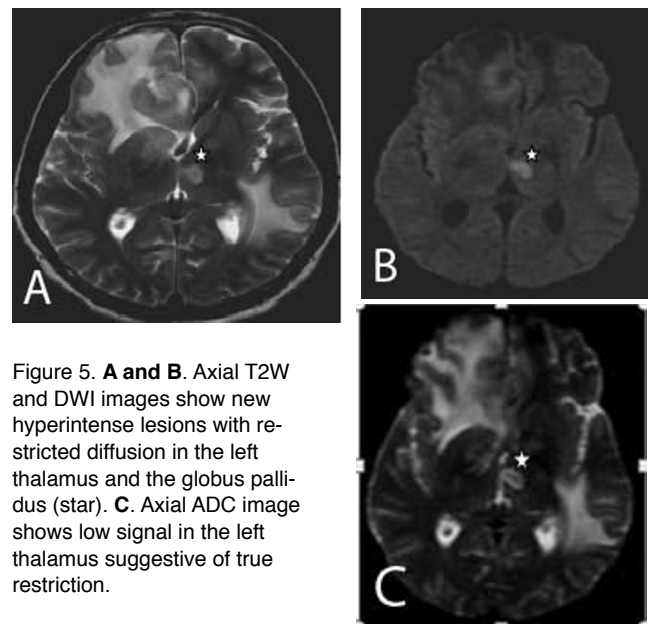 A
B
Figure 5. A and B. Axial T2W
and DWI images show new
hyperintense lesions with re-
stricted diffusion in the left
thalamus and the globus palli-
dus (star). C. Axial ADC image
shows low signal in the left
thalamus suggestive of true
restriction.
C